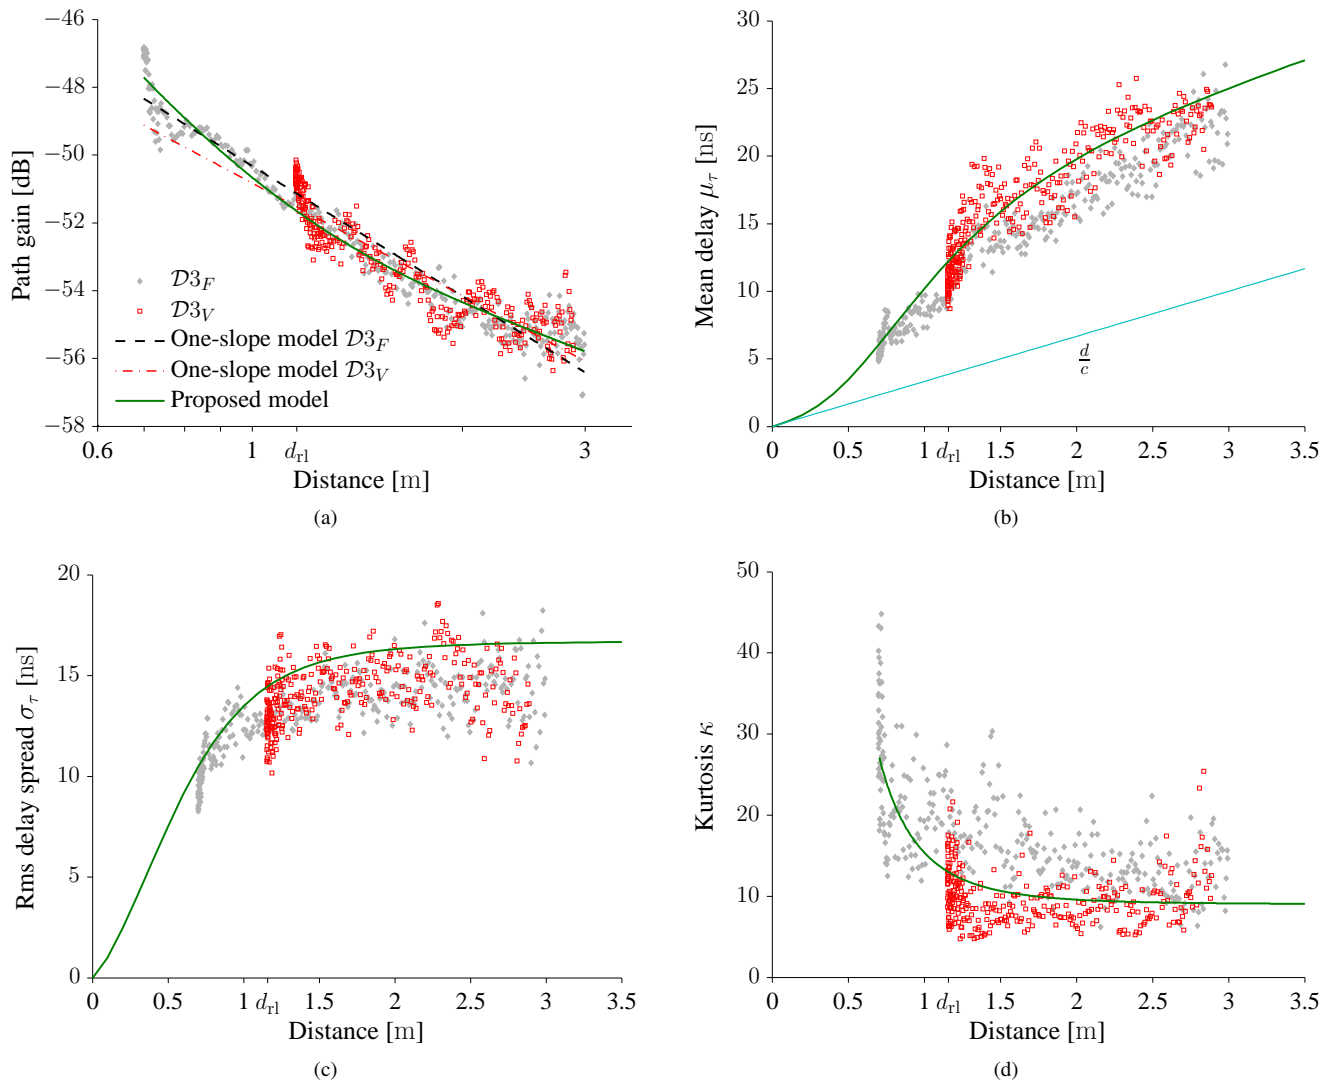 −46
−48
−50
−52
−54
−56
−58
Path gain [dB]
𝒟3_F
𝒟3_V
One-slope model 𝒟3_F
One-slope model 𝒟3_V
Proposed model
0.6 1 d_rl 3
Distance [m]
(a)
30
25
20
15
10
5
0
Mean delay μ_τ [ns]
d/c
0 0.5 1 d_rl 1.5 2 2.5 3 3.5
Distance [m]
(b)
20
15
10
5
0
Rms delay spread σ_τ [ns]
0 0.5 1 d_rl 1.5 2 2.5 3 3.5
Distance [m]
(c)
50
40
30
20
10
0
Kurtosis κ
0 0.5 1 d_rl 1.5 2 2.5 3 3.5
Distance [m]
(d)